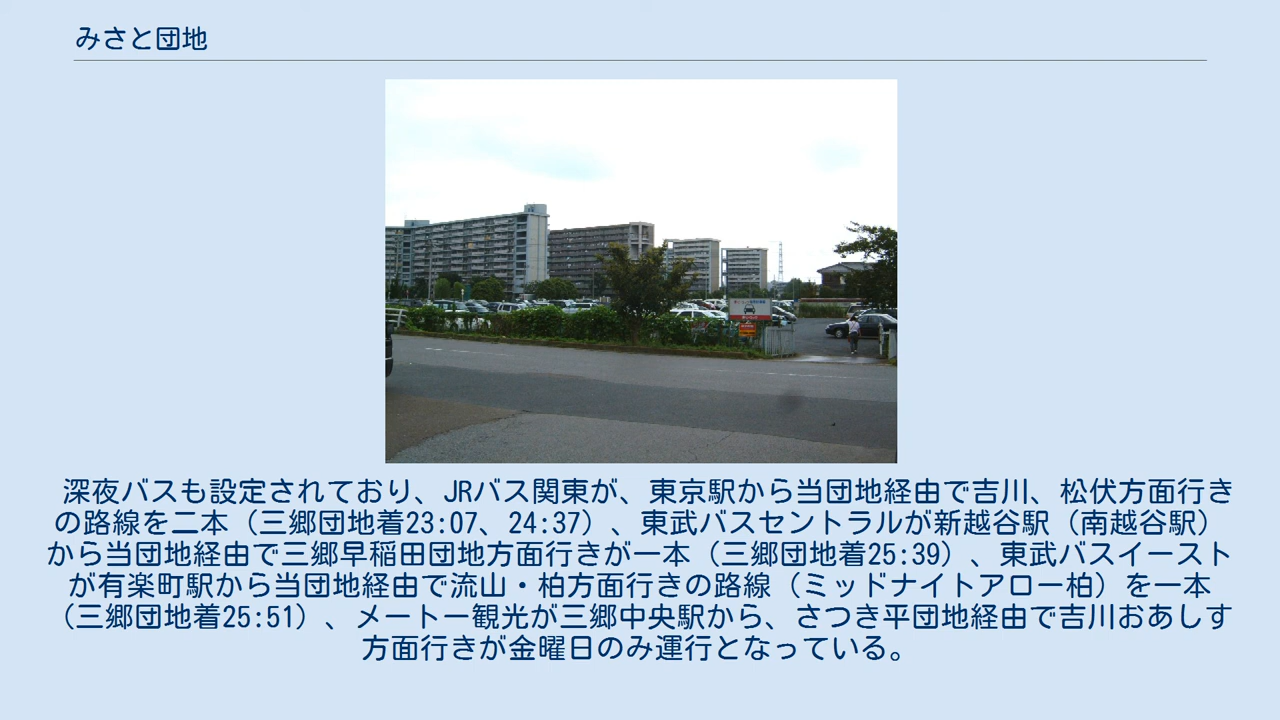 みさと団地
深夜バスも設定されており、JRバス関東が、東京駅から当団地経由で吉川、松伏方面行き
の路線を二本（三郷団地着23:07、24:37）、東武バスセントラルが新越谷駅（南越谷駅）
から当団地経由で三郷早稲田団地方面行きが一本（三郷団地着25:39）、東武バスイースト
が有楽町駅から当団地経由で流山・柏方面行きの路線（ミッドナイトアロー柏）を一本
（三郷団地着25:51）、メートー観光が三郷中央駅から、さつき平団地経由で吉川おあしす
方面行きが金曜日のみ運行となっている。